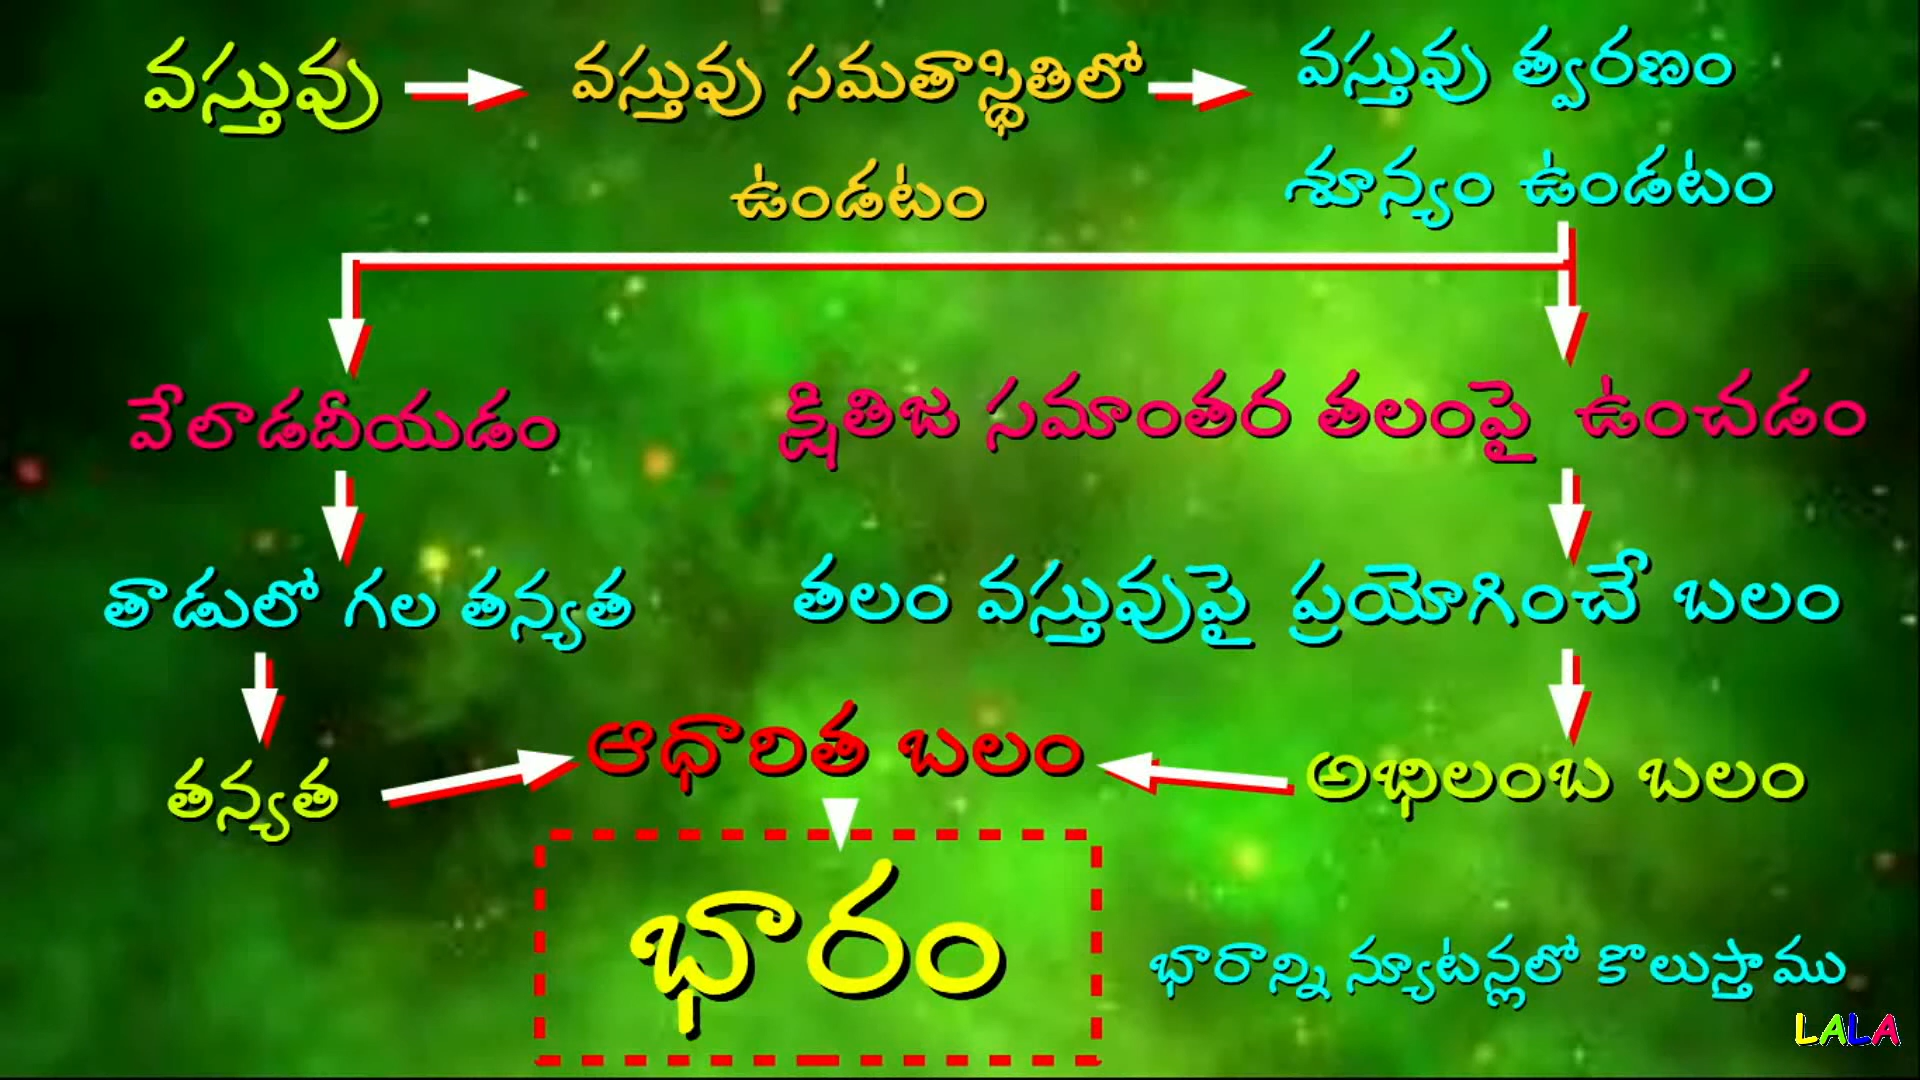 వస్తువు
వస్తువు సమతాస్థితిలో
ఉండటం
వస్తువు త్వరణం
శూన్యం ఉండటం
వేలాడదీయడం
క్షితిజ సమాంతర తలంపై ఉంచడం
తాడులో గల తన్యత
తలం వస్తువుపై ప్రయోగించే బలం
తన్యత
ఆధారిత బలం
అభిలంబ బలం
భారం
భారాన్ని న్యూటన్లలో కొలుస్తాము
LALA